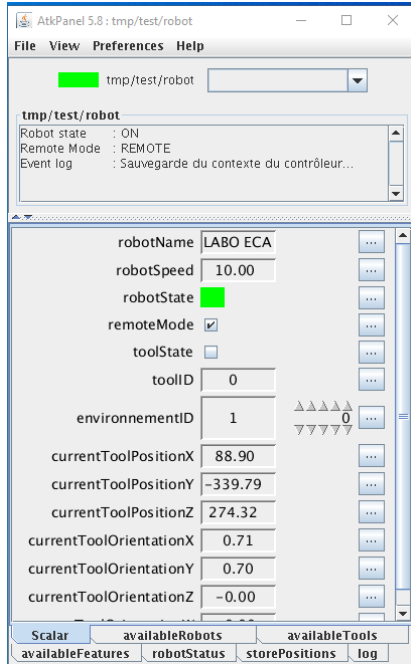 AtkPanel 5.8 : tmp/test/robot
File View Preferences Help
tmp/test/robot
tmp/test/robot
Robot state : ON
Remote Mode : REMOTE
Event log : Sauvegarde du contexte du contrôleur...
robotName LABO ECA ...
robotSpeed 10.00 ...
robotState ...
remoteMode ...
toolState ...
toolID 0 ...
environnementID 1 0 ...
currentToolPositionX 88.90 ...
currentToolPositionY -339.79 ...
currentToolPositionZ 274.32 ...
currentToolOrientationX 0.71 ...
currentToolOrientationY 0.70 ...
currentToolOrientationZ -0.00 ...
Scalar availableRobots availableTools
availableFeatures robotStatus storePositions log